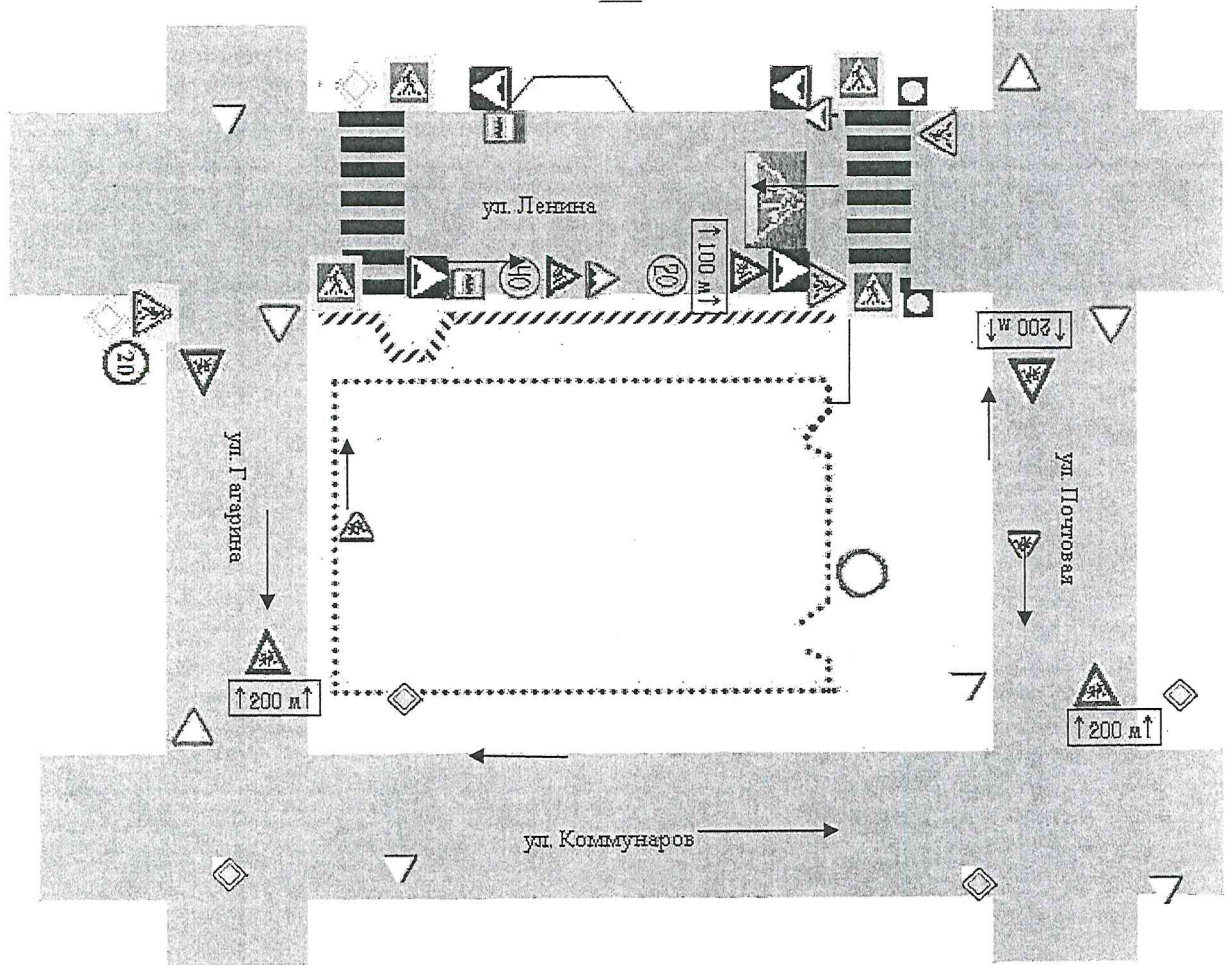 ул. Ленина
40
20
↑ 100 м ↑
20
↑ 200 м ↑
ул. Гагарина
ул. Почтовая
↑ 200 м ↑
↑ 200 м ↑
ул. Коммунаров